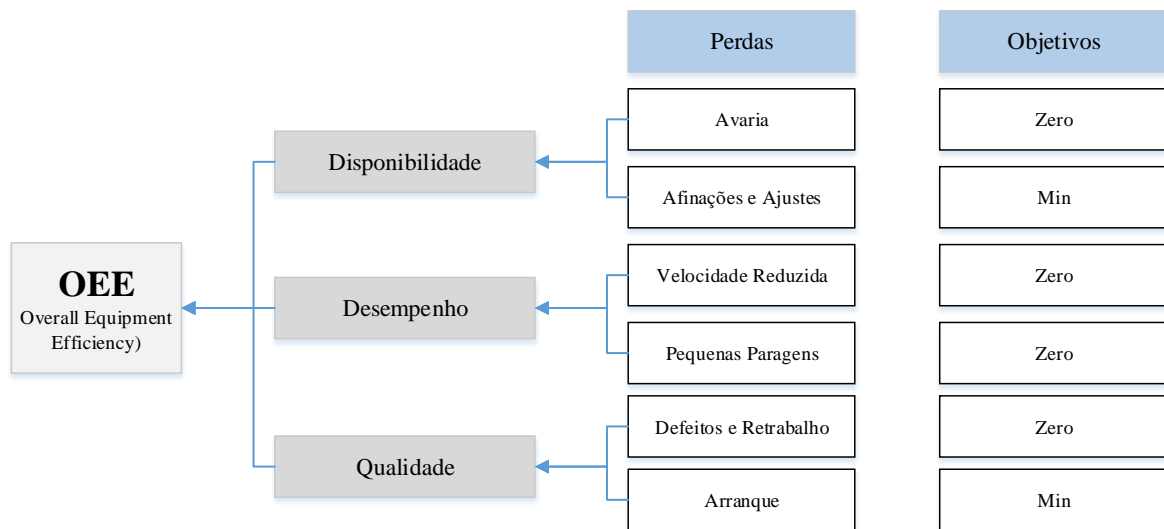 Perdas
Objetivos
Avaria
Zero
Disponibilidade
Afinações e Ajustes
Min
OEE
Overall Equipment
Efficiency)
Velocidade Reduzida
Zero
Desempenho
Pequenas Paragens
Zero
Defeitos e Retrabalho
Zero
Qualidade
Arranque
Min